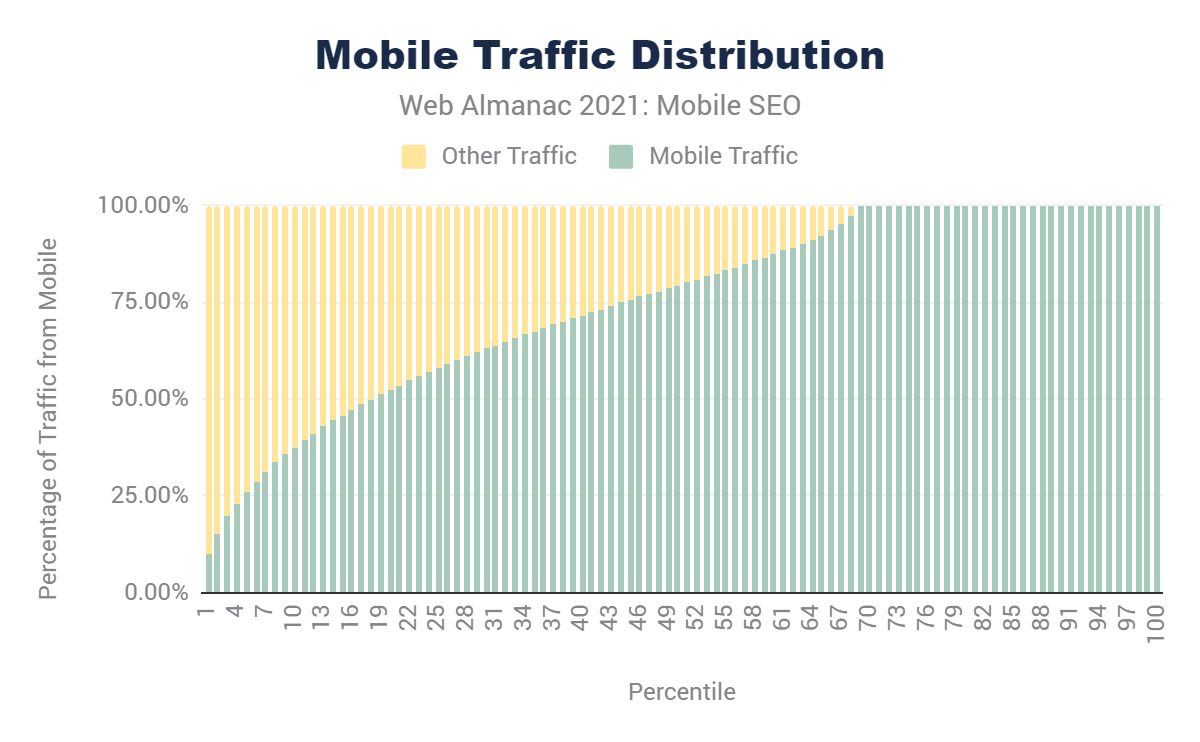 Mobile Traffic Distribution
Web Almanac 2021: Mobile SEO
Other Traffic Mobile Traffic
Percentage of Traffic from Mobile
100.00%
75.00%
50.00%
25.00%
0.00%
1 4 7 10 13 16 19 22 25 28 31 34 37 40 43 46 49 52 55 58 61 64 67 70 73 76 79 82 85 88 91 94 97 100
Percentile